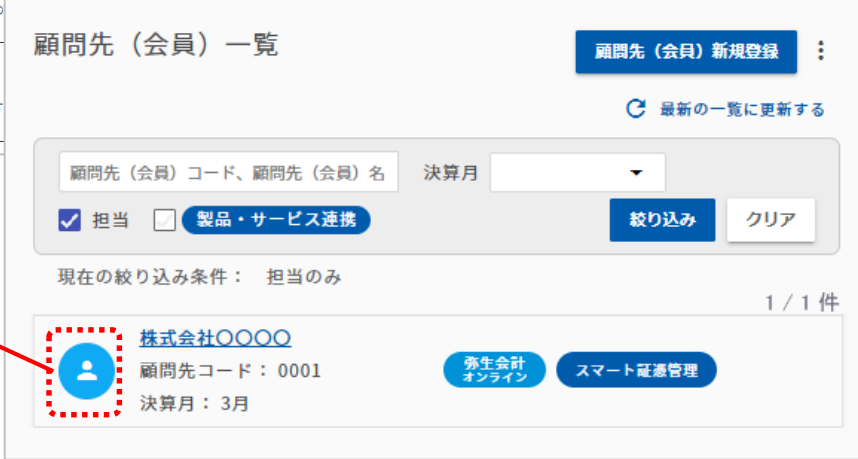 顧問先（会員）一覧
顧問先（会員）新規登録
最新の一覧に更新する
顧問先（会員）コード、顧問先（会員）名
決算月
担当
製品・サービス連携
絞り込み
クリア
現在の絞り込み条件： 担当のみ
1 / 1 件
株式会社〇〇〇〇
顧問先コード： 0001
弥生会計
オンライン
スマート証憑管理
決算月： 3月